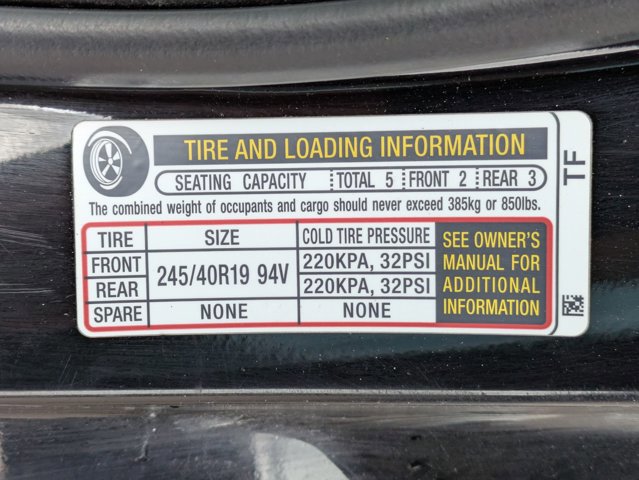 TIRE AND LOADING INFORMATION
SEATING CAPACITY TOTAL 5 FRONT 2 REAR 3
The combined weight of occupants and cargo should never exceed 385kg or 850lbs.
TIRE SIZE COLD TIRE PRESSURE
FRONT 245/40R19 94V 220KPA, 32PSI
REAR 220KPA, 32PSI
SPARE NONE NONE
SEE OWNER'S
MANUAL FOR
ADDITIONAL
INFORMATION
TF